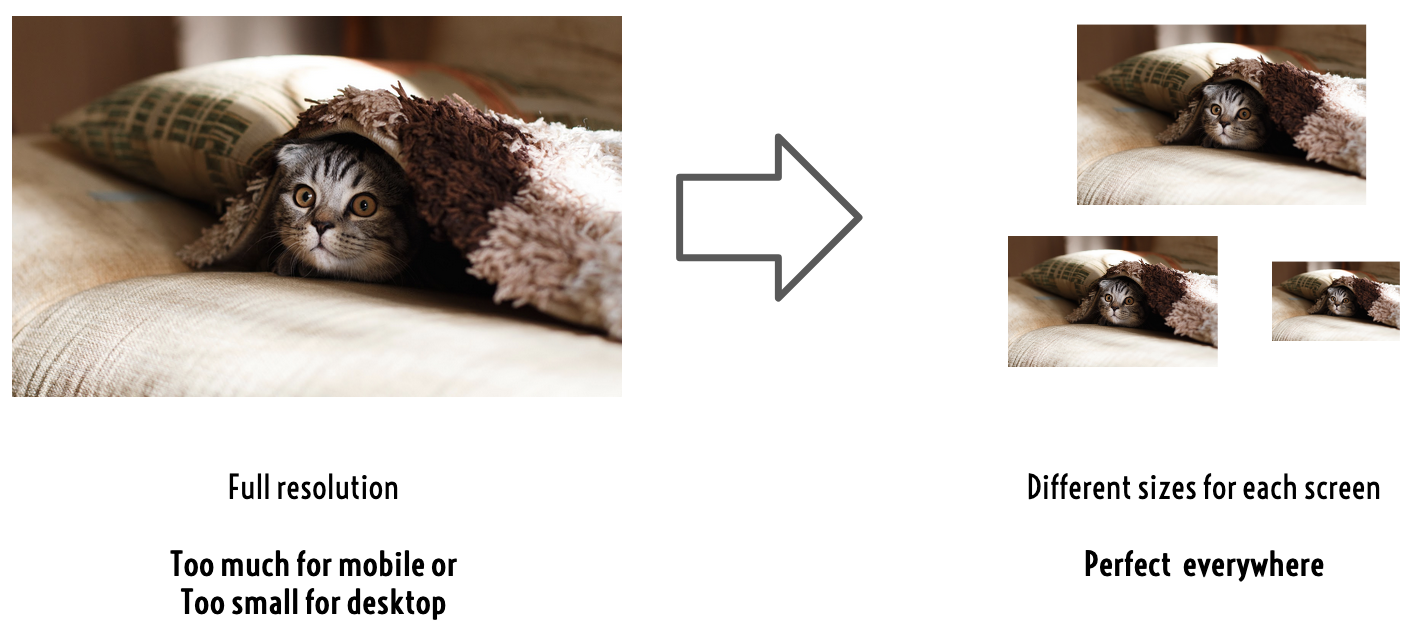 Full resolution
Too much for mobile or
Too small for desktop
Different sizes for each screen
Perfect everywhere